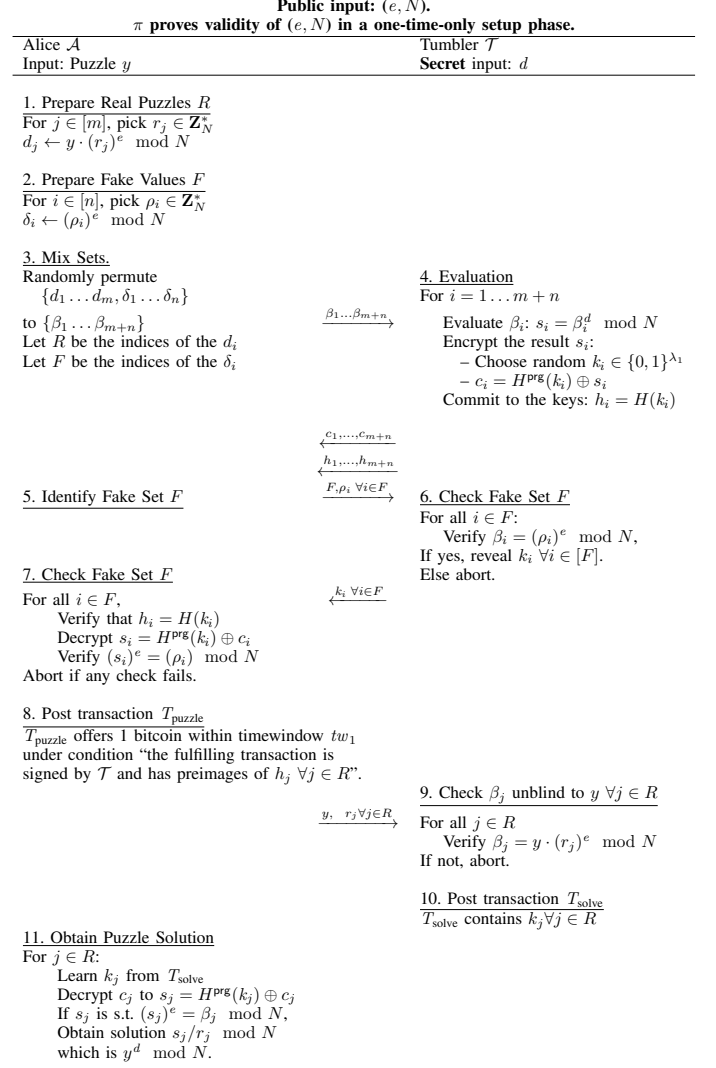 Public input: (e, N).
π proves validity of (e, N) in a one-time-only setup phase.
Alice 𝒜
Input: Puzzle y
Tumbler 𝒯
Secret input: d
1. Prepare Real Puzzles R
For j ∈ [m], pick r_j ∈ Z*_N
d_j ← y · (r_j)^e mod N
2. Prepare Fake Values F
For i ∈ [n], pick ρ_i ∈ Z*_N
δ_i ← (ρ_i)^e mod N
3. Mix Sets.
Randomly permute
{d_1 … d_m, δ_1 … δ_n}
to {β_1 … β_{m+n}}
Let R be the indices of the d_i
Let F be the indices of the δ_i
β_1…β_{m+n}
4. Evaluation
For i = 1 … m + n
Evaluate β_i: s_i = β_i^d mod N
Encrypt the result s_i:
– Choose random k_i ∈ {0, 1}^{λ_1}
– c_i = H^prg(k_i) ⊕ s_i
Commit to the keys: h_i = H(k_i)
c_1,…,c_{m+n}
h_1,…,h_{m+n}
5. Identify Fake Set F
F,ρ_i ∀i∈F
6. Check Fake Set F
For all i ∈ F:
Verify β_i = (ρ_i)^e mod N,
If yes, reveal k_i ∀i ∈ [F].
Else abort.
7. Check Fake Set F
k_i ∀i∈F
For all i ∈ F,
Verify that h_i = H(k_i)
Decrypt s_i = H^prg(k_i) ⊕ c_i
Verify (s_i)^e = (ρ_i) mod N
Abort if any check fails.
8. Post transaction T_puzzle
T_puzzle offers 1 bitcoin within timewindow tw_1
under condition “the fulfilling transaction is
signed by 𝒯 and has preimages of h_j ∀j ∈ R”.
y, r_j∀j∈R
9. Check β_j unblind to y ∀j ∈ R
For all j ∈ R
Verify β_j = y · (r_j)^e mod N
If not, abort.
10. Post transaction T_solve
T_solve contains k_j∀j ∈ R
11. Obtain Puzzle Solution
For j ∈ R:
Learn k_j from T_solve
Decrypt c_j to s_j = H^prg(k_j) ⊕ c_j
If s_j is s.t. (s_j)^e = β_j mod N,
Obtain solution s_j/r_j mod N
which is y^d mod N.